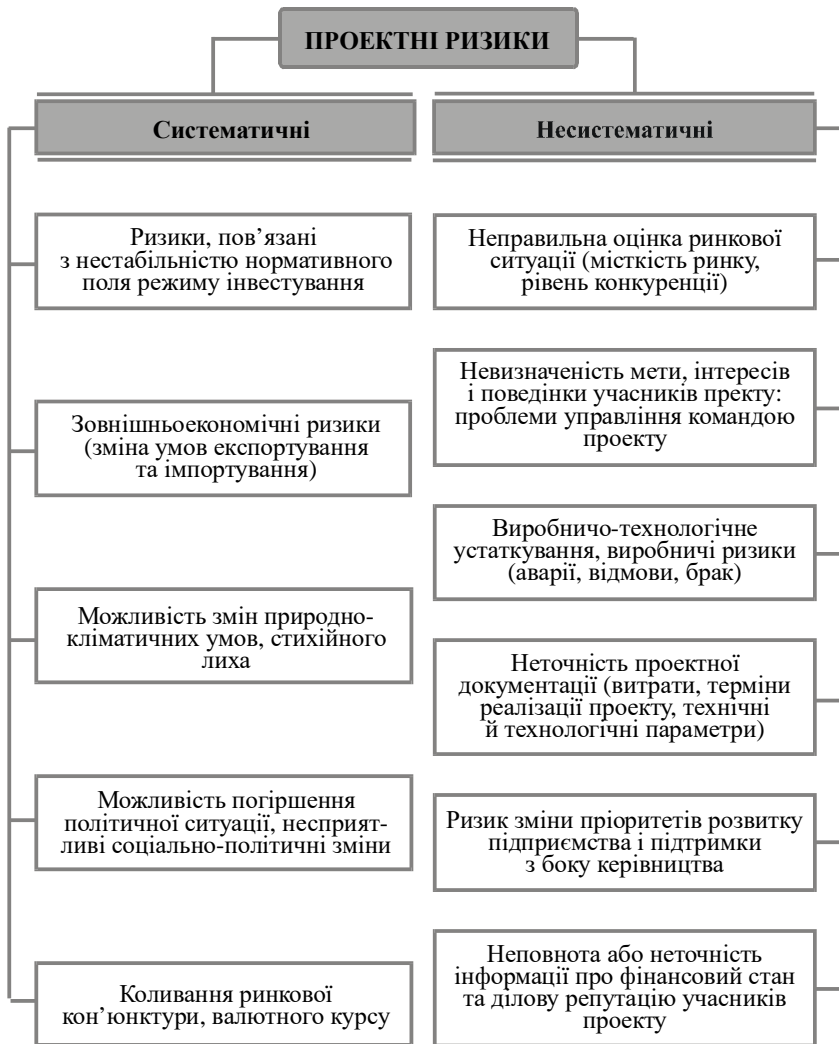 ПРОЕКТНІ РИЗИКИ
Систематичні
Ризики, пов’язані
з нестабільністю нормативного
поля режиму інвестування
Зовнішньоекономічні ризики
(зміна умов експортування
та імпортування)
Можливість змін природно-
кліматичних умов, стихійного
лиха
Можливість погіршення
політичної ситуації, несприят-
ливі соціально-політичні зміни
Коливання ринкової
кон’юнктури, валютного курсу
Несистематичні
Неправильна оцінка ринкової
ситуації (місткість ринку,
рівень конкуренції)
Невизначеність мети, інтересів
і поведінки учасників пректу:
проблеми управління командою
проекту
Виробничо-технологічне
устаткування, виробничі ризики
(аварії, відмови, брак)
Неточність проектної
документації (витрати, терміни
реалізації проекту, технічні
й технологічні параметри)
Ризик зміни пріоритетів розвитку
підприємства і підтримки
з боку керівництва
Неповнота або неточність
інформації про фінансовий стан
та ділову репутацію учасників
проекту